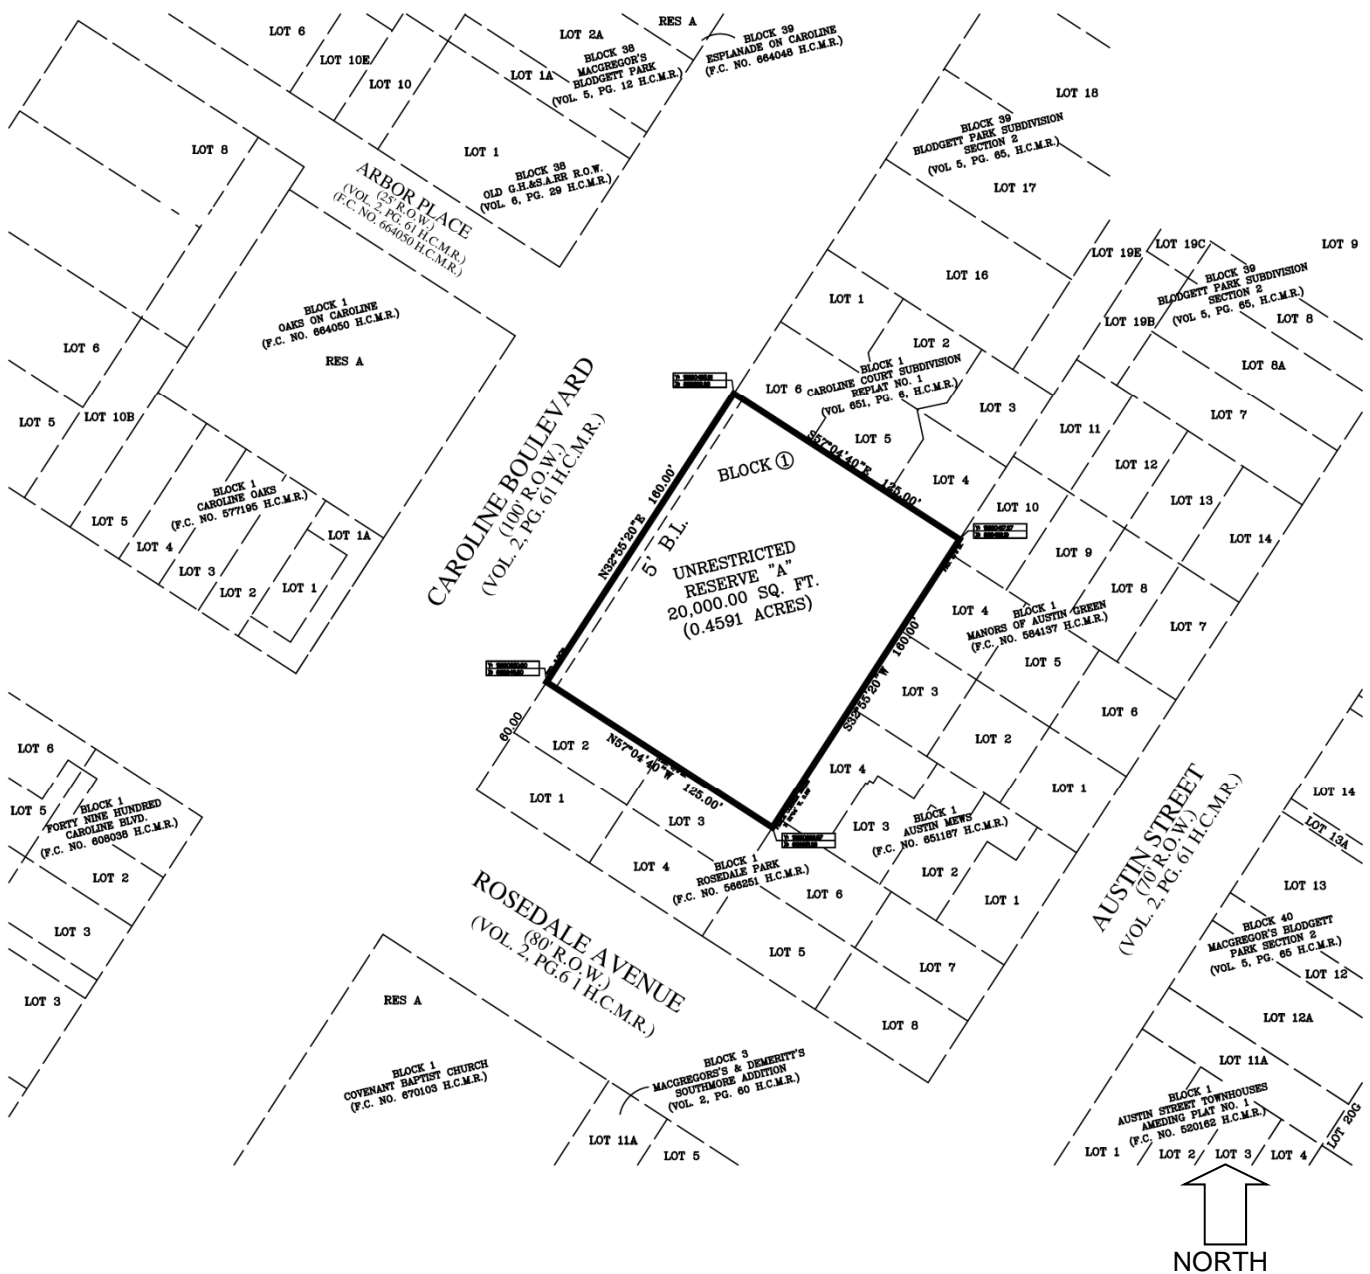 LOT 6
LOT 10E
LOT 10
LOT 2A
RES A
BLOCK 38
MACGREGOR'S
BLODGETT PARK
(VOL. 5, PG. 12 H.C.M.R.)
BLOCK 39
ESPLANADE ON CAROLINE
(F.C. NO. 664048 H.C.M.R.)
LOT 1A
LOT 1
BLOCK 38
OLD G.H.&S.A.RR R.O.W.
(VOL. 6, PG. 29 H.C.M.R.)
LOT 8
ARBOR PLACE
(25' R.O.W.)
(VOL. 2, PG. 61 H.C.M.R.)
(F.C. NO. 664050 H.C.M.R.)
LOT 18
BLOCK 39
BLODGETT PARK SUBDIVISION
SECTION 2
(VOL 5, PG. 65, H.C.M.R.)
LOT 17
LOT 16
LOT 19E
LOT 19C
LOT 9
BLOCK 39
BLODGETT PARK SUBDIVISION
SECTION 2
(VOL 5, PG. 65, H.C.M.R.)
LOT 19B
LOT 8
LOT 8A
LOT 7
BLOCK 1
OAKS ON CAROLINE
(F.C. NO. 664050 H.C.M.R.)
RES A
LOT 6
LOT 5
LOT 10B
BLOCK 1
CAROLINE OAKS
(F.C. NO. 577195 H.C.M.R.)
LOT 5
LOT 4
LOT 3
LOT 2
LOT 1
LOT 1A
CAROLINE BOULEVARD
(100' R.O.W.)
(VOL. 2, PG. 61 H.C.M.R.)
LOT 1
LOT 2
LOT 6
BLOCK 1
CAROLINE COURT SUBDIVISION
REPLAT NO. 1
(VOL 651, PG. 6, H.C.M.R.)
LOT 3
LOT 5
LOT 4
LOT 11
LOT 12
LOT 13
LOT 14
LOT 10
LOT 9
LOT 8
LOT 7
S57°04'40"E 125.00'
BLOCK 1
N32°55'20"E 160.00'
5' B.L.
UNRESTRICTED
RESERVE "A"
20,000.00 SQ. FT.
(0.4591 ACRES)
S32°55'20"W 160.00'
N57°04'40"W 125.00'
60.00
LOT 4
BLOCK 1
MANORS OF AUSTIN GREEN
(F.C. NO. 584137 H.C.M.R.)
LOT 5
LOT 3
LOT 2
LOT 6
LOT 1
LOT 4
LOT 3
BLOCK 1
AUSTIN MEWS
(F.C. NO. 651187 H.C.M.R.)
LOT 2
LOT 1
LOT 2
LOT 1
LOT 3
LOT 4
BLOCK 1
ROSEDALE PARK
(F.C. NO. 566251 H.C.M.R.)
LOT 6
LOT 5
LOT 7
LOT 8
LOT 6
LOT 5
BLOCK 1
FORTY NINE HUNDRED
CAROLINE BLVD.
(F.C. NO. 608038 H.C.M.R.)
LOT 2
LOT 3
LOT 3
ROSEDALE AVENUE
(80' R.O.W.)
(VOL. 2, PG.6 1 H.C.M.R.)
RES A
BLOCK 1
COVENANT BAPTIST CHURCH
(F.C. NO. 670103 H.C.M.R.)
BLOCK 3
MACGREGORS'S & DEMERITT'S
SOUTHMORE ADDITION
(VOL. 2, PG. 60 H.C.M.R.)
LOT 11A
LOT 5
AUSTIN STREET
(70' R.O.W.)
(VOL. 2, PG. 61 H.C.M.R.)
LOT 14
LOT 13A
LOT 13
BLOCK 40
MACGREGOR'S BLODGETT
PARK SECTION 2
(VOL. 5, PG. 65 H.C.M.R.)
LOT 12
LOT 12A
LOT 11A
BLOCK 1
AUSTIN STREET TOWNHOUSES
AMEDING PLAT NO. 1
(F.C. NO. 520162 H.C.M.R.)
LOT 1
LOT 2
LOT 3
LOT 4
LOT 20G
NORTH